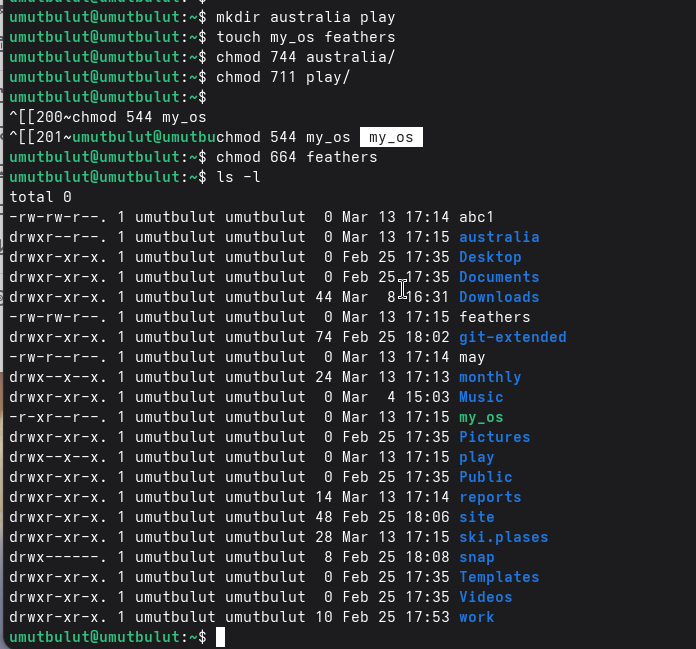 umutbulut@umutbulut:~$ mkdir australia play
umutbulut@umutbulut:~$ touch my_os feathers
umutbulut@umutbulut:~$ chmod 744 australia/
umutbulut@umutbulut:~$ chmod 711 play/
umutbulut@umutbulut:~$
^[[200~chmod 544 my_os
^[[201~umutbulut@umutbuchmod 544 my_os  my_os
umutbulut@umutbulut:~$ chmod 664 feathers
umutbulut@umutbulut:~$ ls -l
total 0
-rw-rw-r--. 1 umutbulut umutbulut  0 Mar 13 17:14 abc1
drwxr--r--. 1 umutbulut umutbulut  0 Mar 13 17:15 australia
drwxr-xr-x. 1 umutbulut umutbulut  0 Feb 25 17:35 Desktop
drwxr-xr-x. 1 umutbulut umutbulut  0 Feb 25 17:35 Documents
drwxr-xr-x. 1 umutbulut umutbulut 44 Mar  8 16:31 Downloads
-rw-rw-r--. 1 umutbulut umutbulut  0 Mar 13 17:15 feathers
drwxr-xr-x. 1 umutbulut umutbulut 74 Feb 25 18:02 git-extended
-rw-r--r--. 1 umutbulut umutbulut  0 Mar 13 17:14 may
drwx--x--x. 1 umutbulut umutbulut 24 Mar 13 17:13 monthly
drwxr-xr-x. 1 umutbulut umutbulut  0 Mar  4 15:03 Music
-r-xr--r--. 1 umutbulut umutbulut  0 Mar 13 17:15 my_os
drwxr-xr-x. 1 umutbulut umutbulut  0 Feb 25 17:35 Pictures
drwx--x--x. 1 umutbulut umutbulut  0 Mar 13 17:15 play
drwxr-xr-x. 1 umutbulut umutbulut  0 Feb 25 17:35 Public
drwxr-xr-x. 1 umutbulut umutbulut 14 Mar 13 17:14 reports
drwxr-xr-x. 1 umutbulut umutbulut 48 Feb 25 18:06 site
drwxr-xr-x. 1 umutbulut umutbulut 28 Mar 13 17:15 ski.plases
drwx------. 1 umutbulut umutbulut  8 Feb 25 18:08 snap
drwxr-xr-x. 1 umutbulut umutbulut  0 Feb 25 17:35 Templates
drwxr-xr-x. 1 umutbulut umutbulut  0 Feb 25 17:35 Videos
drwxr-xr-x. 1 umutbulut umutbulut 10 Feb 25 17:53 work
umutbulut@umutbulut:~$